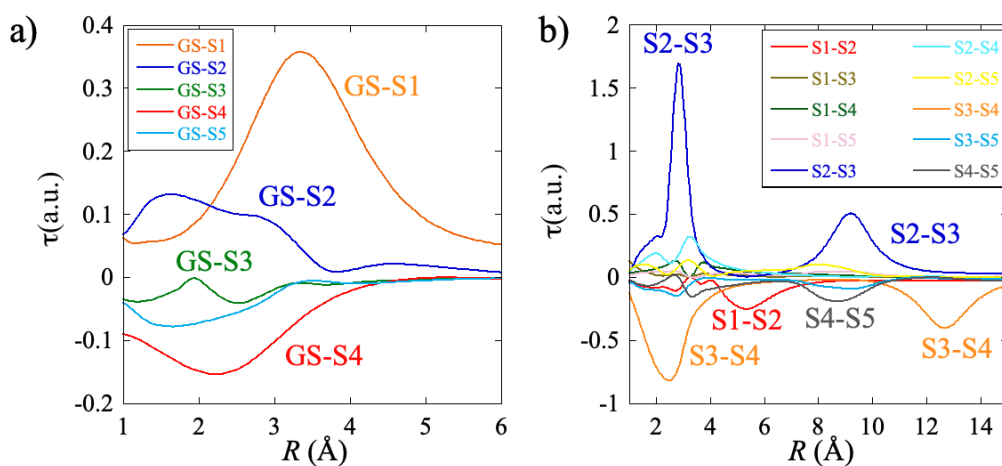 a)
0.4
0.3
0.2
0.1
0
-0.1
-0.2
τ(a.u.)
GS-S1
GS-S2
GS-S3
GS-S4
GS-S5
GS-S1
GS-S2
GS-S3
GS-S4
1 2 3 4 5 6
R (Å)
b)
2
1.5
1
0.5
0
-0.5
-1
τ(a.u.)
S2-S3
S1-S2
S1-S3
S1-S4
S1-S5
S2-S3
S2-S4
S2-S5
S3-S4
S3-S5
S4-S5
S2-S3
S1-S2
S4-S5
S3-S4
S3-S4
2 4 6 8 10 12 14
R (Å)